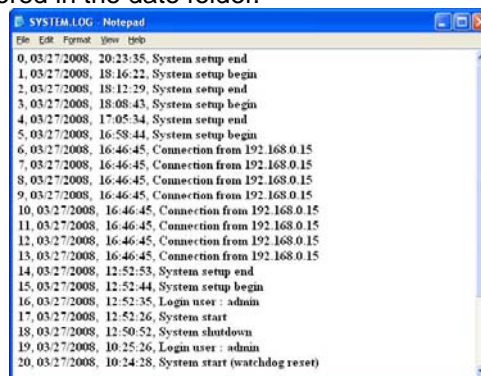 ered in the date folder.
SYSTEM.LOG - Notepad
File Edit Format View Help
0, 03/27/2008, 20:23:35, System setup end
1, 03/27/2008, 18:16:22, System setup begin
2, 03/27/2008, 18:12:29, System setup end
3, 03/27/2008, 18:08:43, System setup begin
4, 03/27/2008, 17:05:34, System setup end
5, 03/27/2008, 16:58:44, System setup begin
6, 03/27/2008, 16:46:45, Connection from 192.168.0.15
7, 03/27/2008, 16:46:45, Connection from 192.168.0.15
8, 03/27/2008, 16:46:45, Connection from 192.168.0.15
9, 03/27/2008, 16:46:45, Connection from 192.168.0.15
10, 03/27/2008, 16:46:45, Connection from 192.168.0.15
11, 03/27/2008, 16:46:45, Connection from 192.168.0.15
12, 03/27/2008, 16:46:45, Connection from 192.168.0.15
13, 03/27/2008, 16:46:45, Connection from 192.168.0.15
14, 03/27/2008, 12:52:53, System setup end
15, 03/27/2008, 12:52:44, System setup begin
16, 03/27/2008, 12:52:35, Login user : admin
17, 03/27/2008, 12:52:26, System start
18, 03/27/2008, 12:50:52, System shutdown
19, 03/27/2008, 10:25:26, Login user : admin
20, 03/27/2008, 10:24:28, System start (watchdog reset)